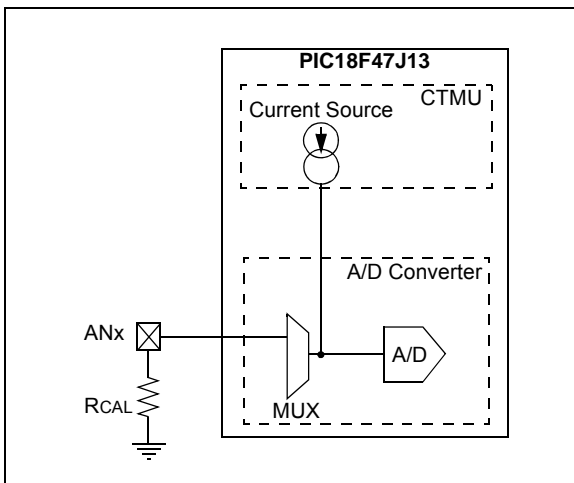 PIC18F47J13
CTMU
Current Source
A/D Converter
ANx
A/D
RCAL
MUX